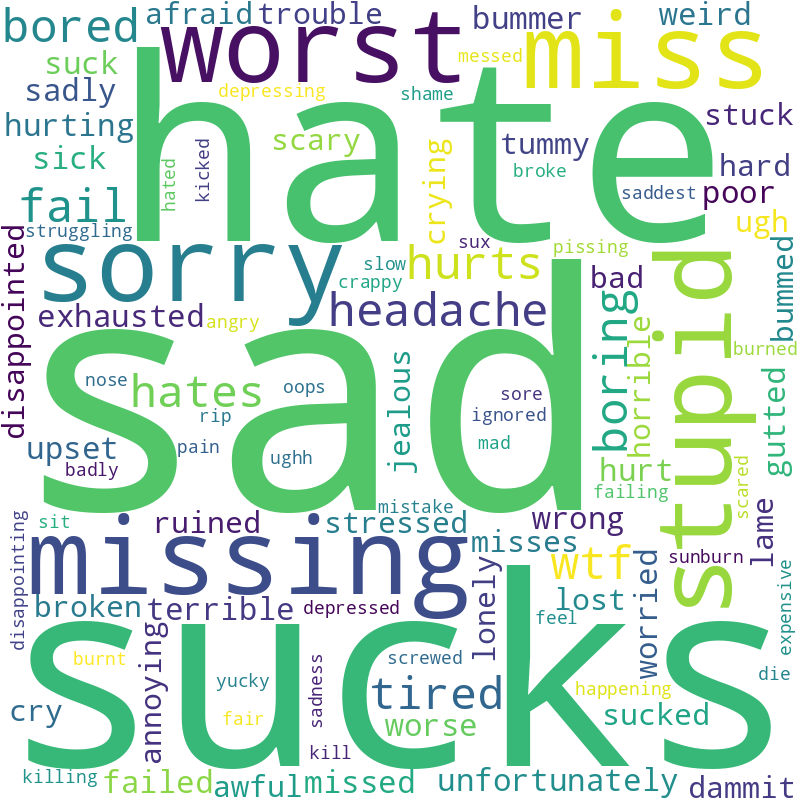 bored
afraid
trouble
bummer
weird
worst
miss
suck
messed
sadly
depressing
shame
hate
stuck
hurting
scary
tummy
sick
hated
kicked
crying
broke
hard
saddest
poor
fail
ugh
struggling
sux
pissing
sorry
slow
hurts
crappy
bad
stupid
bummed
disappointed
exhausted
angry
headache
boring
horrible
burned
sad
nose
hates
oops
jealous
sore
ignored
rip
gutted
upset
pain
ughh
mad
badly
hurt
failing
scared
sit
ruined
stressed
mistake
wrong
lame
disappointing
missing
misses
wtf
sunburn
worried
expensive
broken
terrible
depressed
lonely
lost
feel
sucks
annoying
burnt
yucky
sadness
screwed
tired
happening
die
cry
fair
worse
sucked
kill
killing
failed
awful
missed
unfortunately
dammit